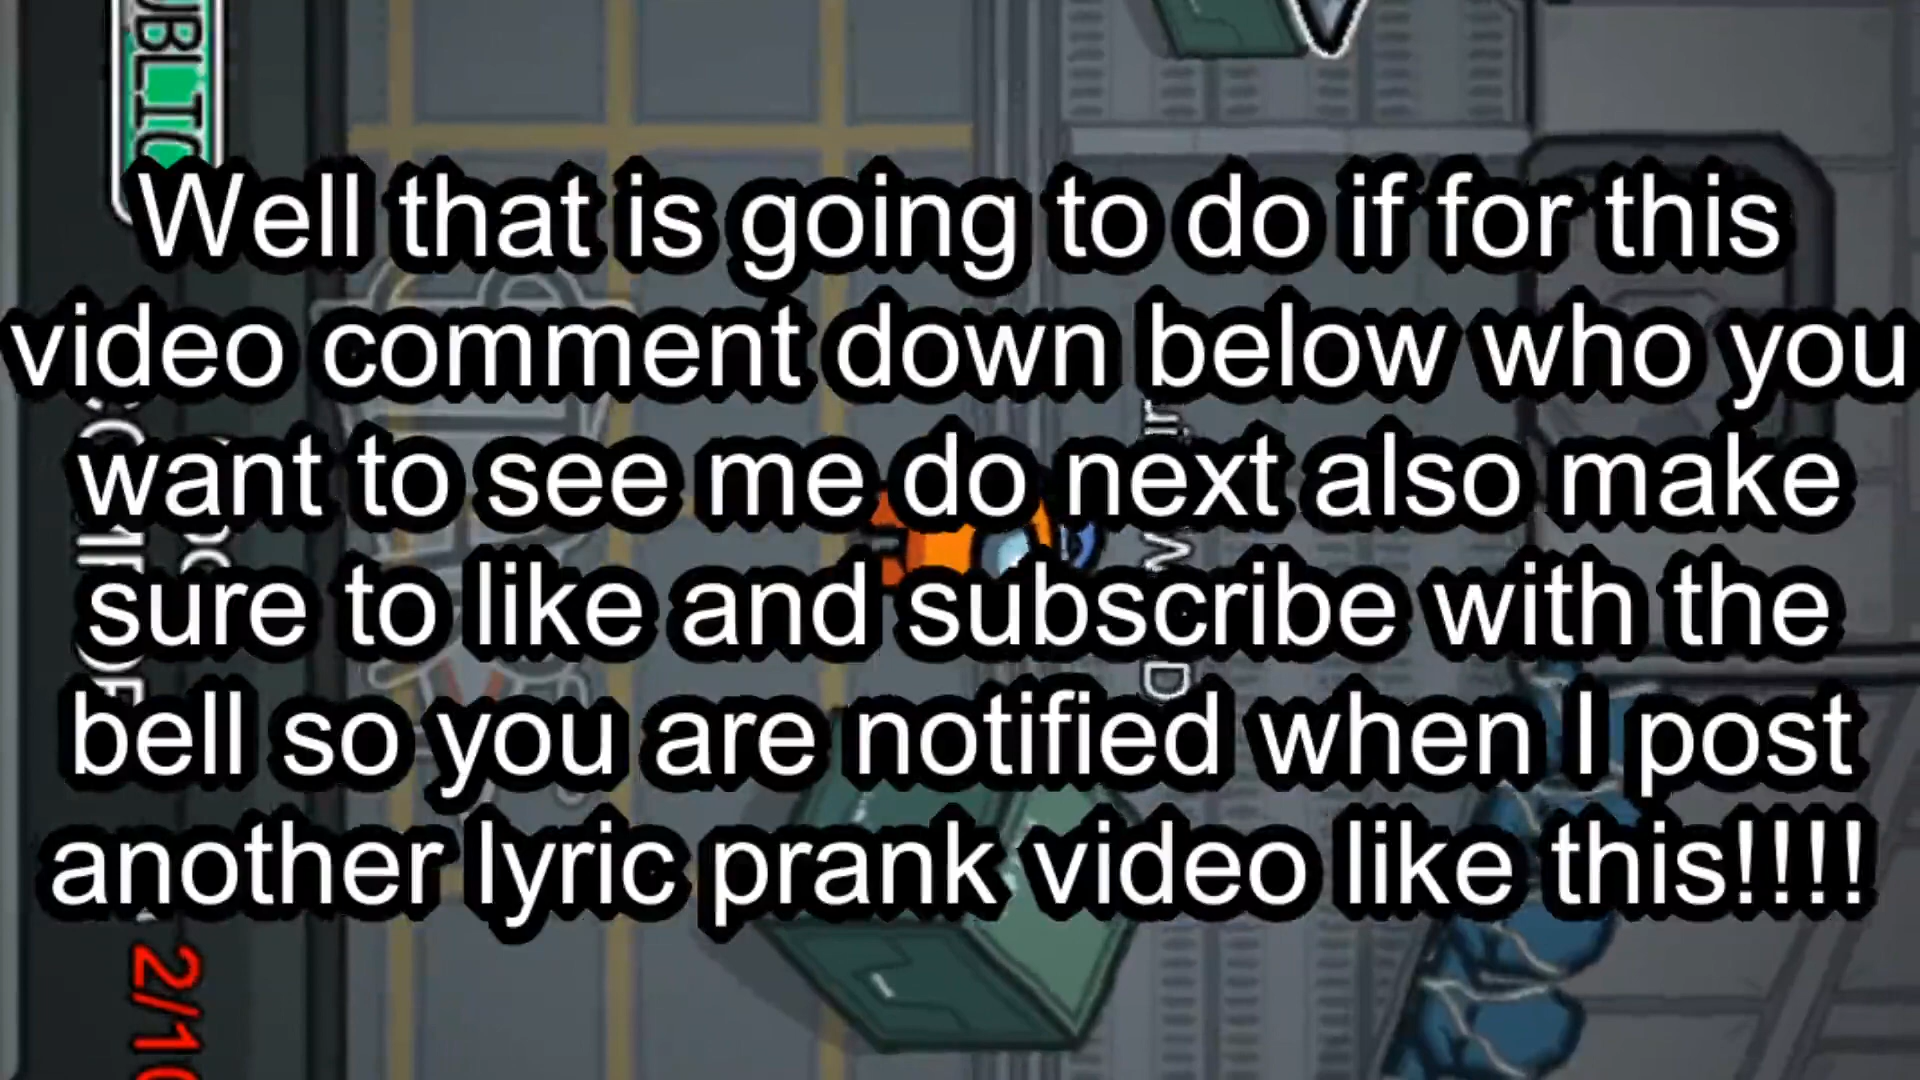 Well that is going to do if for this
video comment down below who you
want to see me do next also make
sure to like and subscribe with the
bell so you are notified when I post
another lyric prank video like this!!!!
2/10